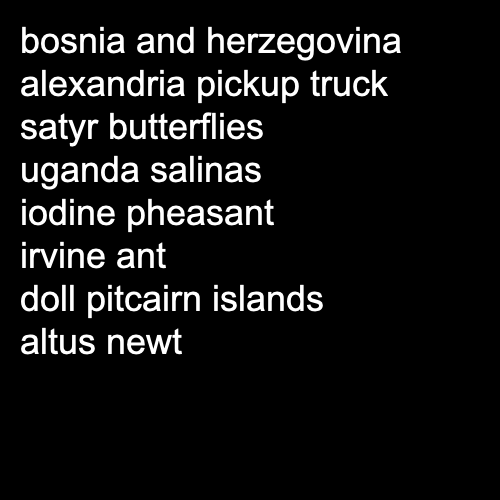 bosnia and herzegovina
alexandria pickup truck
satyr butterflies
uganda salinas
iodine pheasant
irvine ant
doll pitcairn islands
altus newt